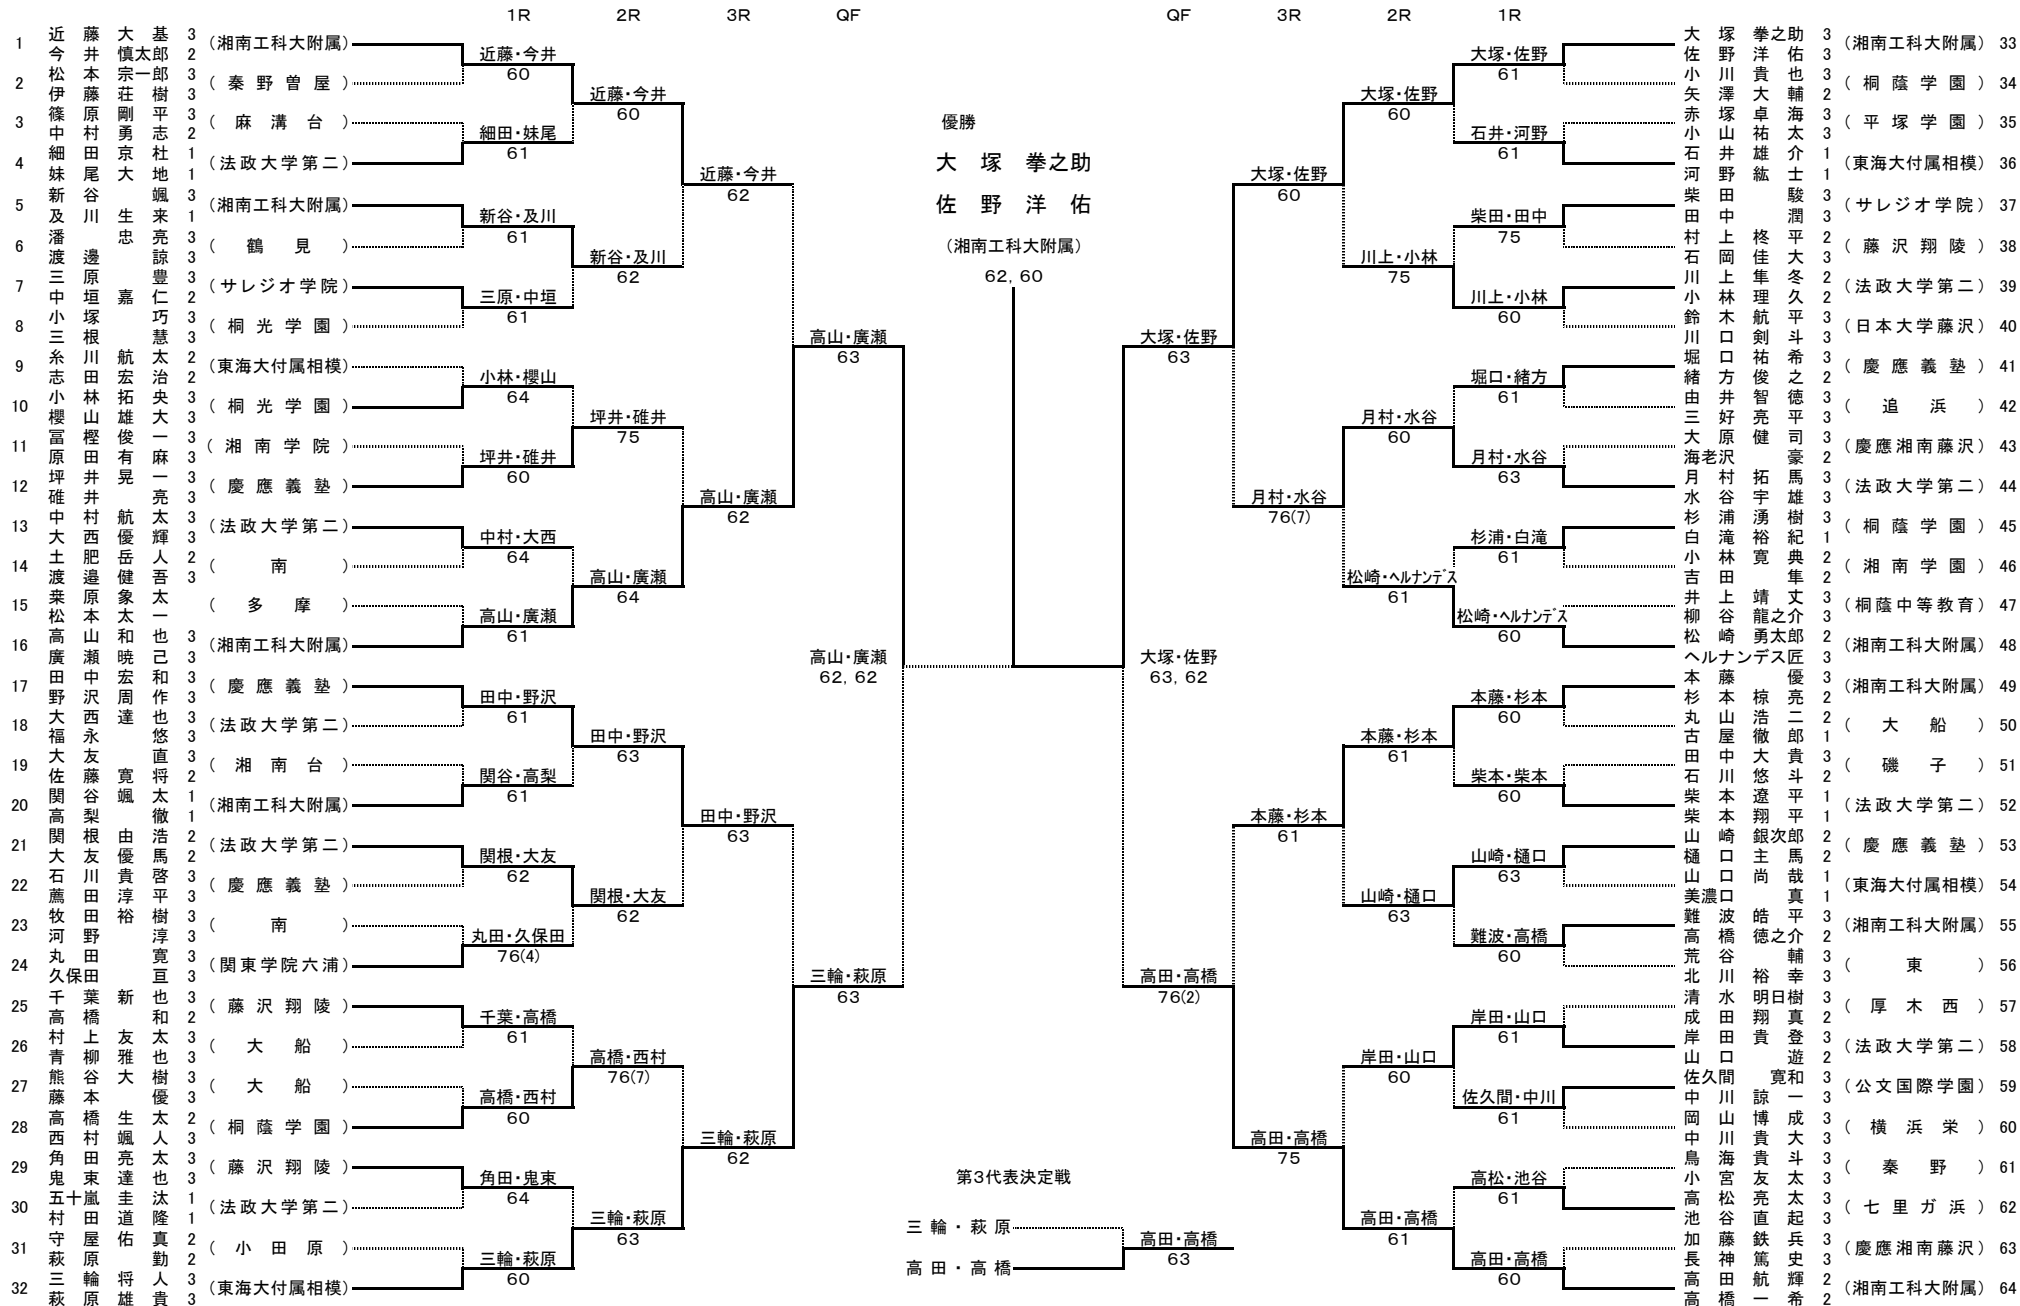 1R 2R 3R QF QF 3R 2R 1R
1 近藤大基 3 今井慎太郎 2 (湘南工科大附属)
2 松本宗一郎 3 伊藤荘樹 3 (秦野曽屋)
3 篠原剛平 3 中村勇志 2 (麻溝台)
4 細田京杜 1 妹尾大地 1 (法政大学第二)
5 新谷颯 3 及川生来 1 (湘南工科大附属)
6 潘忠亮 3 渡邊諒 3 (鶴見)
7 三原豊 3 中垣嘉仁 2 (サレジオ学院)
8 小塚巧 3 三根慧 3 (桐光学園)
9 糸川航太 2 志田宏治 2 (東海大付属相模)
10 小林拓央 3 櫻山雄大 3 (桐光学園)
11 冨樫俊一 3 原田有麻 3 (湘南学院)
12 坪井晃一 3 碓井亮 3 (慶應義塾)
13 中村航太 3 大西優輝 3 (法政大学第二)
14 土肥岳人 2 渡邉健吾 3 (南)
15 桒原象太 松本太一 (多摩)
16 高山和也 3 廣瀬暁己 3 (湘南工科大附属)
17 田中宏和 3 野沢周作 3 (慶應義塾)
18 大西達也 3 福永悠 3 (法政大学第二)
19 大友直 3 佐藤寛将 2 (湘南台)
20 関谷颯太 1 高梨徹 1 (湘南工科大附属)
21 関根由浩 2 大友優馬 2 (法政大学第二)
22 石川貴啓 3 薦田淳平 3 (慶應義塾)
23 牧田裕樹 3 河野淳 3 (南)
24 丸田寛 3 久保田亘 3 (関東学院六浦)
25 千葉新也 3 高橋和 2 (藤沢翔陵)
26 村上友太 3 青柳雅也 3 (大船)
27 熊谷大樹 3 藤本優 3 (大船)
28 高橋生太 2 西村颯人 3 (桐蔭学園)
29 角田亮太 3 鬼東達也 3 (藤沢翔陵)
30 五十嵐圭汰 1 村田道隆 1 (法政大学第二)
31 守屋佑真 2 萩原勤 2 (小田原)
32 三輪将人 3 萩原雄貴 3 (東海大付属相模)
近藤・今井 60
細田・妹尾 61
新谷・及川 61
三原・中垣 61
小林・櫻山 64
坪井・碓井 60
中村・大西 64
高山・廣瀬 61
田中・野沢 61
関谷・高梨 61
関根・大友 62
丸田・久保田 76(4)
千葉・高橋 61
高橋・西村 60
角田・鬼東 64
三輪・萩原 60
近藤・今井 60
新谷・及川 62
坪井・碓井 75
高山・廣瀬 64
田中・野沢 63
関根・大友 62
高橋・西村 76(7)
三輪・萩原 63
近藤・今井 62
高山・廣瀬 62
田中・野沢 63
三輪・萩原 62
高山・廣瀬 63
三輪・萩原 63
高山・廣瀬 62, 62
優勝
大塚 拳之助
佐野洋佑
(湘南工科大附属)
62, 60
第3代表決定戦
三輪・萩原
高田・高橋
高田・高橋 63
大塚・佐野 63, 62
大塚・佐野 63
高田・高橋 76(2)
大塚・佐野 60
月村・水谷 76(7)
本藤・杉本 61
高田・高橋 75
大塚・佐野 60
川上・小林 75
月村・水谷 60
松崎・ヘルナンデス 61
本藤・杉本 61
山崎・樋口 63
岸田・山口 60
高田・高橋 61
大塚・佐野 61
石井・河野 61
柴田・田中 75
川上・小林 60
堀口・緒方 61
月村・水谷 63
杉浦・白滝 61
松崎・ヘルナンデス 60
本藤・杉本 60
柴本・柴本 60
山崎・樋口 63
難波・高橋 60
岸田・山口 61
佐久間・中川 61
高松・池谷 61
高田・高橋 60
大塚拳之助 3 佐野洋佑 3 (湘南工科大附属) 33
小川貴也 3 矢澤大輔 2 (桐蔭学園) 34
赤塚卓海 3 小山祐太 3 (平塚学園) 35
石井雄介 1 河野紘士 1 (東海大付属相模) 36
柴田駿 3 田中潤 3 (サレジオ学院) 37
村上柊平 2 石岡佳大 3 (藤沢翔陵) 38
川上隼冬 2 小林理久 2 (法政大学第二) 39
鈴木航平 3 川口剣斗 3 (日本大学藤沢) 40
堀口祐希 3 緒方俊之 2 (慶應義塾) 41
由井智徳 3 三好亮平 3 (追浜) 42
大原健司 3 海老沢豪 2 (慶應湘南藤沢) 43
月村拓馬 3 水谷宇雄 3 (法政大学第二) 44
杉浦湧樹 3 白滝裕紀 1 (桐蔭学園) 45
小林寛典 2 吉田隼 2 (湘南学園) 46
井上靖丈 3 柳谷龍之介 3 (桐蔭中等教育) 47
松崎勇太郎 2 ヘルナンデス匠 3 (湘南工科大附属) 48
本藤優 3 杉本椋亮 2 (湘南工科大附属) 49
丸山浩二 2 古屋徹郎 1 (大船) 50
田中大貴 3 石川悠斗 2 (磯子) 51
柴本遼平 1 柴本翔平 1 (法政大学第二) 52
山崎銀次郎 2 樋口主馬 2 (慶應義塾) 53
山口尚哉 1 美濃口真 1 (東海大付属相模) 54
難波皓平 3 高橋徳之介 2 (湘南工科大附属) 55
荒谷輔 3 北川裕幸 3 (東) 56
清水明日樹 3 成田翔真 2 (厚木西) 57
岸田貴登 3 山口遊 2 (法政大学第二) 58
佐久間寛和 3 中川諒一 3 (公文国際学園) 59
岡山博成 3 中川貴大 3 (横浜栄) 60
鳥海貴斗 3 小宮友太 3 (秦野) 61
高松亮太 3 池谷直起 3 (七里ガ浜) 62
加藤鉄兵 3 長神篤史 3 (慶應湘南藤沢) 63
高田航輝 2 高橋一希 2 (湘南工科大附属) 64